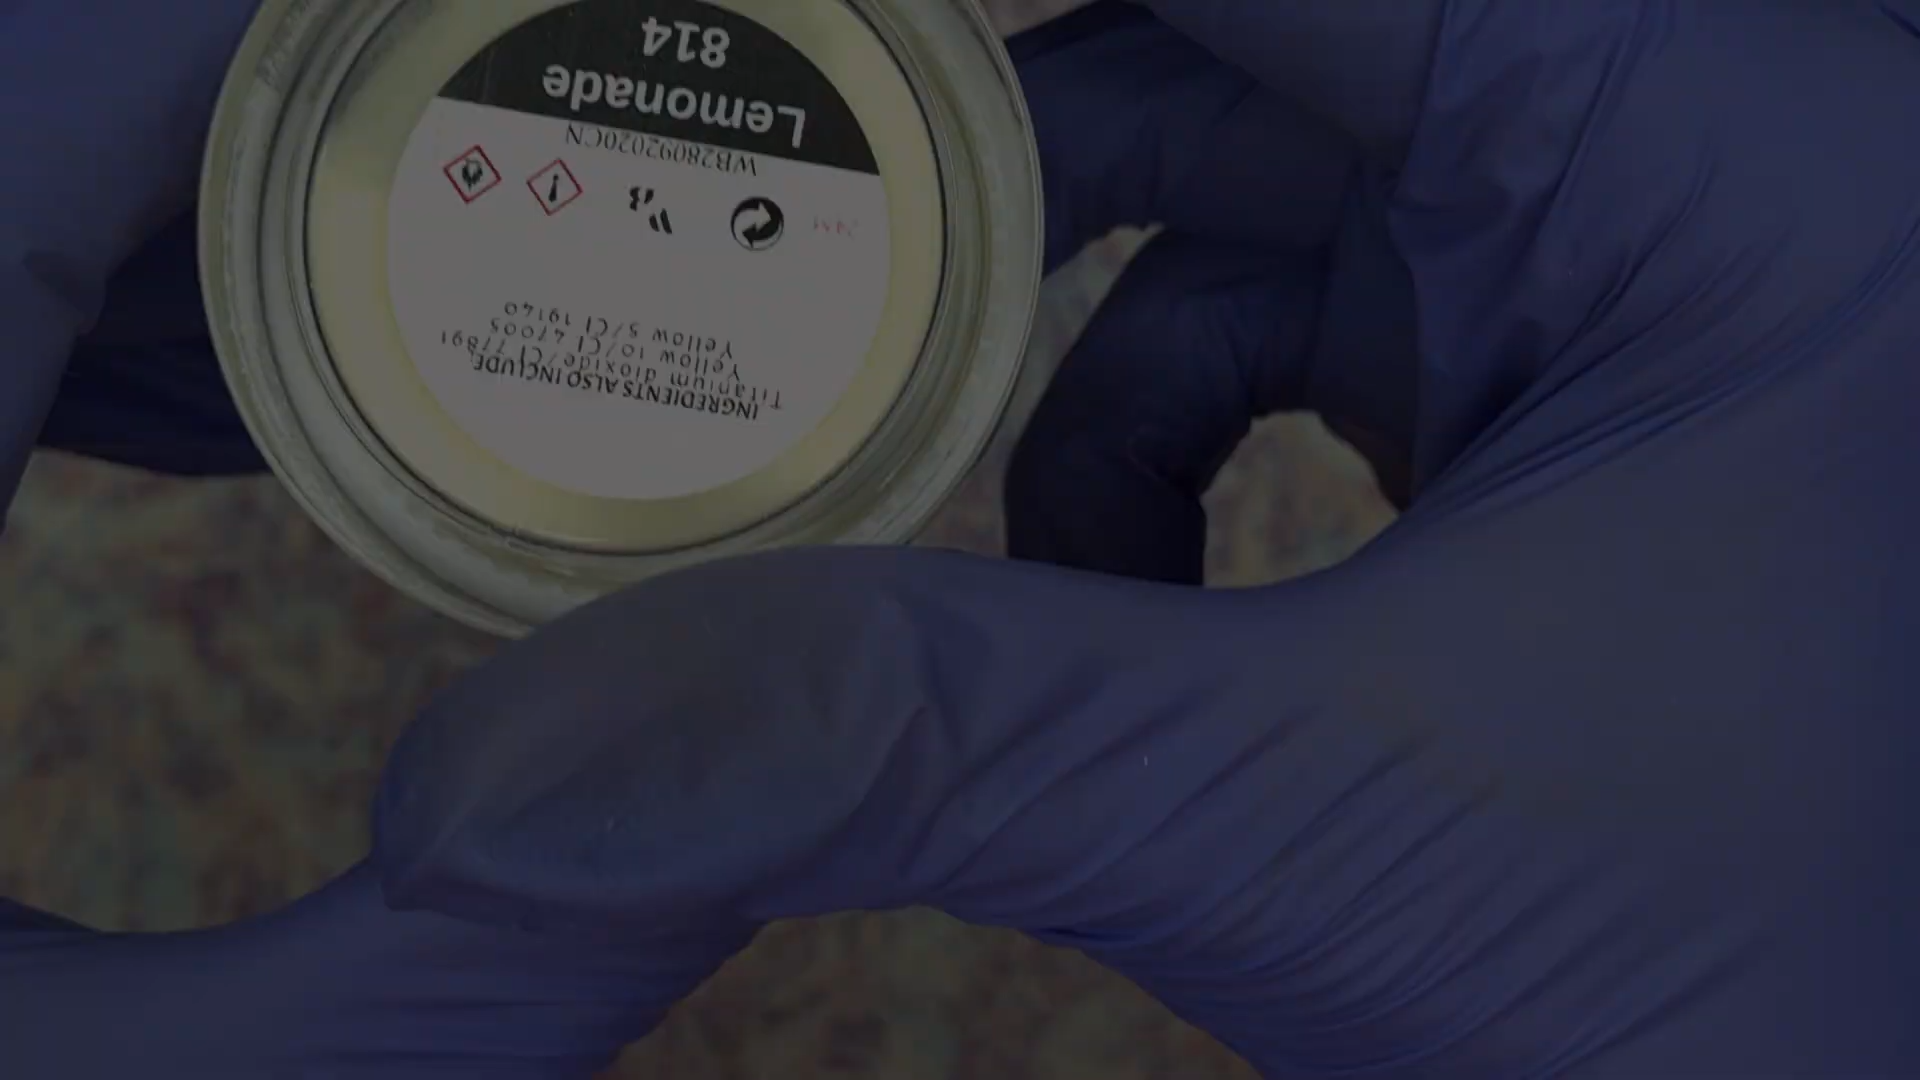 Lemonade
814
WB28092020CN
INGREDIENTS ALSO INCLUDE:
Titanium dioxide/CI 77891
Yellow 10/CI 47005
Yellow 5/CI 19140